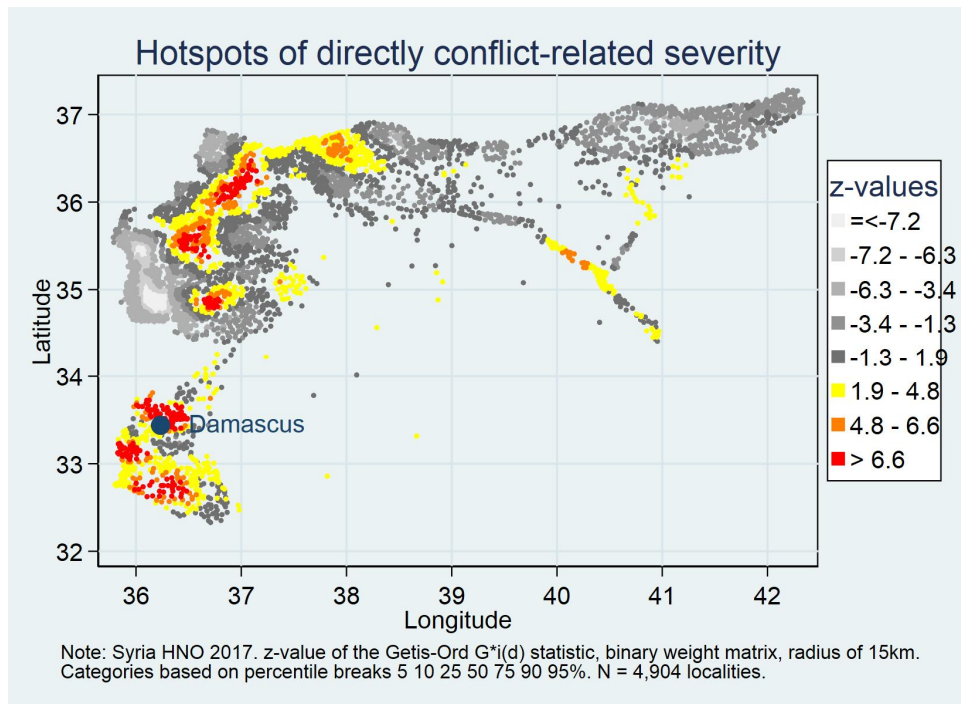 Hotspots of directly conflict-related severity
37
36
35
34
33
32
Latitude
Damascus
36 37 38 39 40 41 42
Longitude
z-values
=<-7.2
-7.2 - -6.3
-6.3 - -3.4
-3.4 - -1.3
-1.3 - 1.9
1.9 - 4.8
4.8 - 6.6
> 6.6
Note: Syria HNO 2017. z-value of the Getis-Ord G*i(d) statistic, binary weight matrix, radius of 15km.
Categories based on percentile breaks 5 10 25 50 75 90 95%. N = 4,904 localities.